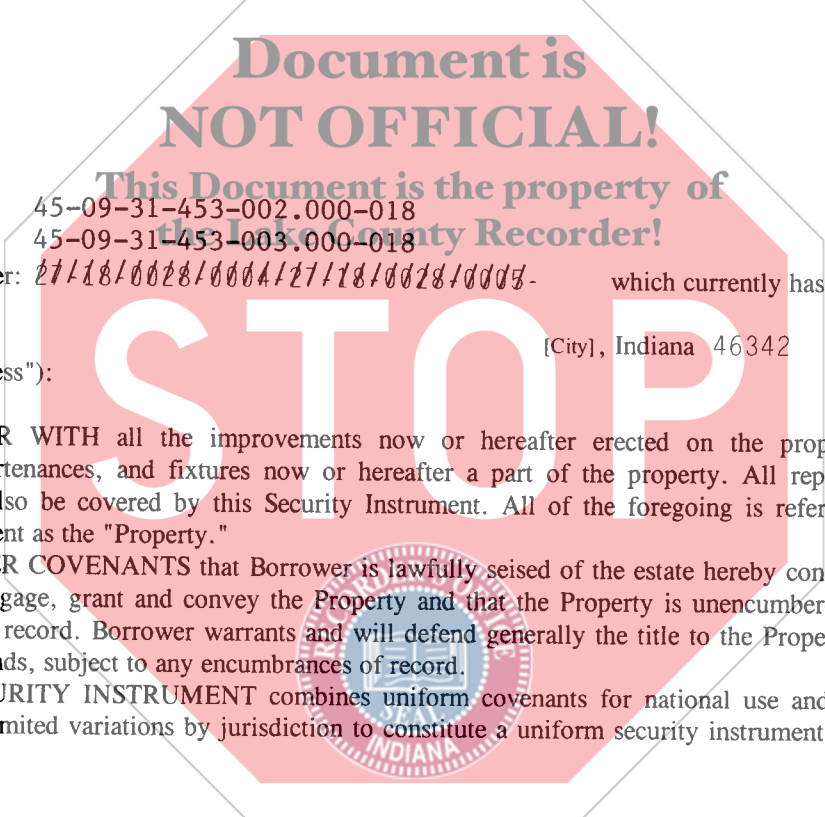 Document is
NOT OFFICIAL!
This Document is the property of
the Lake County Recorder!
45-09-31-453-002.000-018
45-09-31-453-003.000-018
er: 27/18/0028/0004/27/18/0028/0005- which currently has
[City], Indiana 46342
ess"):
STOP
R WITH all the improvements now or hereafter erected on the prop
rtenances, and fixtures now or hereafter a part of the property. All rep
lso be covered by this Security Instrument. All of the foregoing is refer
ent as the "Property."
R COVENANTS that Borrower is lawfully seised of the estate hereby con
gage, grant and convey the Property and that the Property is unencumber
record. Borrower warrants and will defend generally the title to the Prope
nds, subject to any encumbrances of record.
URITY INSTRUMENT combines uniform covenants for national use and
mited variations by jurisdiction to constitute a uniform security instrument
SEAL
INDIANA